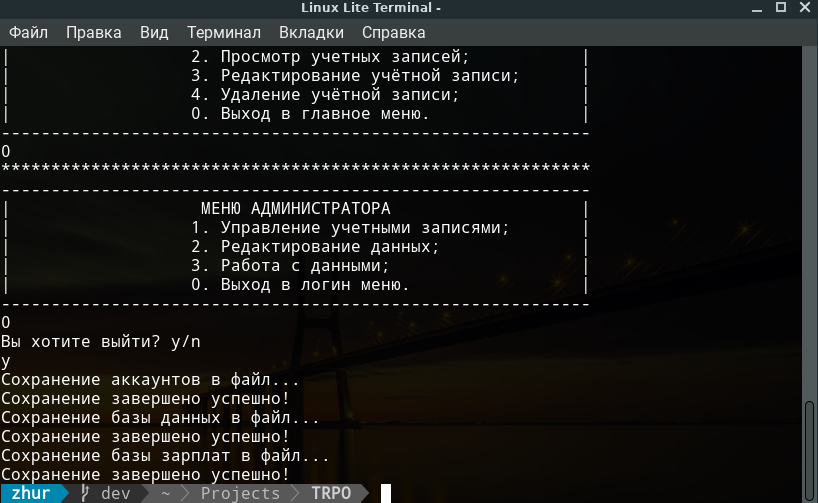 Linux Lite Terminal -
Файл Правка Вид Терминал Вкладки Справка
| 2. Просмотр учетных записей; |
| 3. Редактирование учётной записи; |
| 4. Удаление учётной записи; |
| 0. Выход в главное меню. |
-----------------------------------------------------------
0
***********************************************************
-----------------------------------------------------------
| МЕНЮ АДМИНИСТРАТОРА |
| 1. Управление учетными записями; |
| 2. Редактирование данных; |
| 3. Работа с данными; |
| 0. Выход в логин меню. |
-----------------------------------------------------------
0
Вы хотите выйти? y/n
y
Сохранение аккаунтов в файл...
Сохранение завершено успешно!
Сохранение базы данных в файл...
Сохранение завершено успешно!
Сохранение базы зарплат в файл...
Сохранение завершено успешно!
zhur dev ~ Projects TRPO